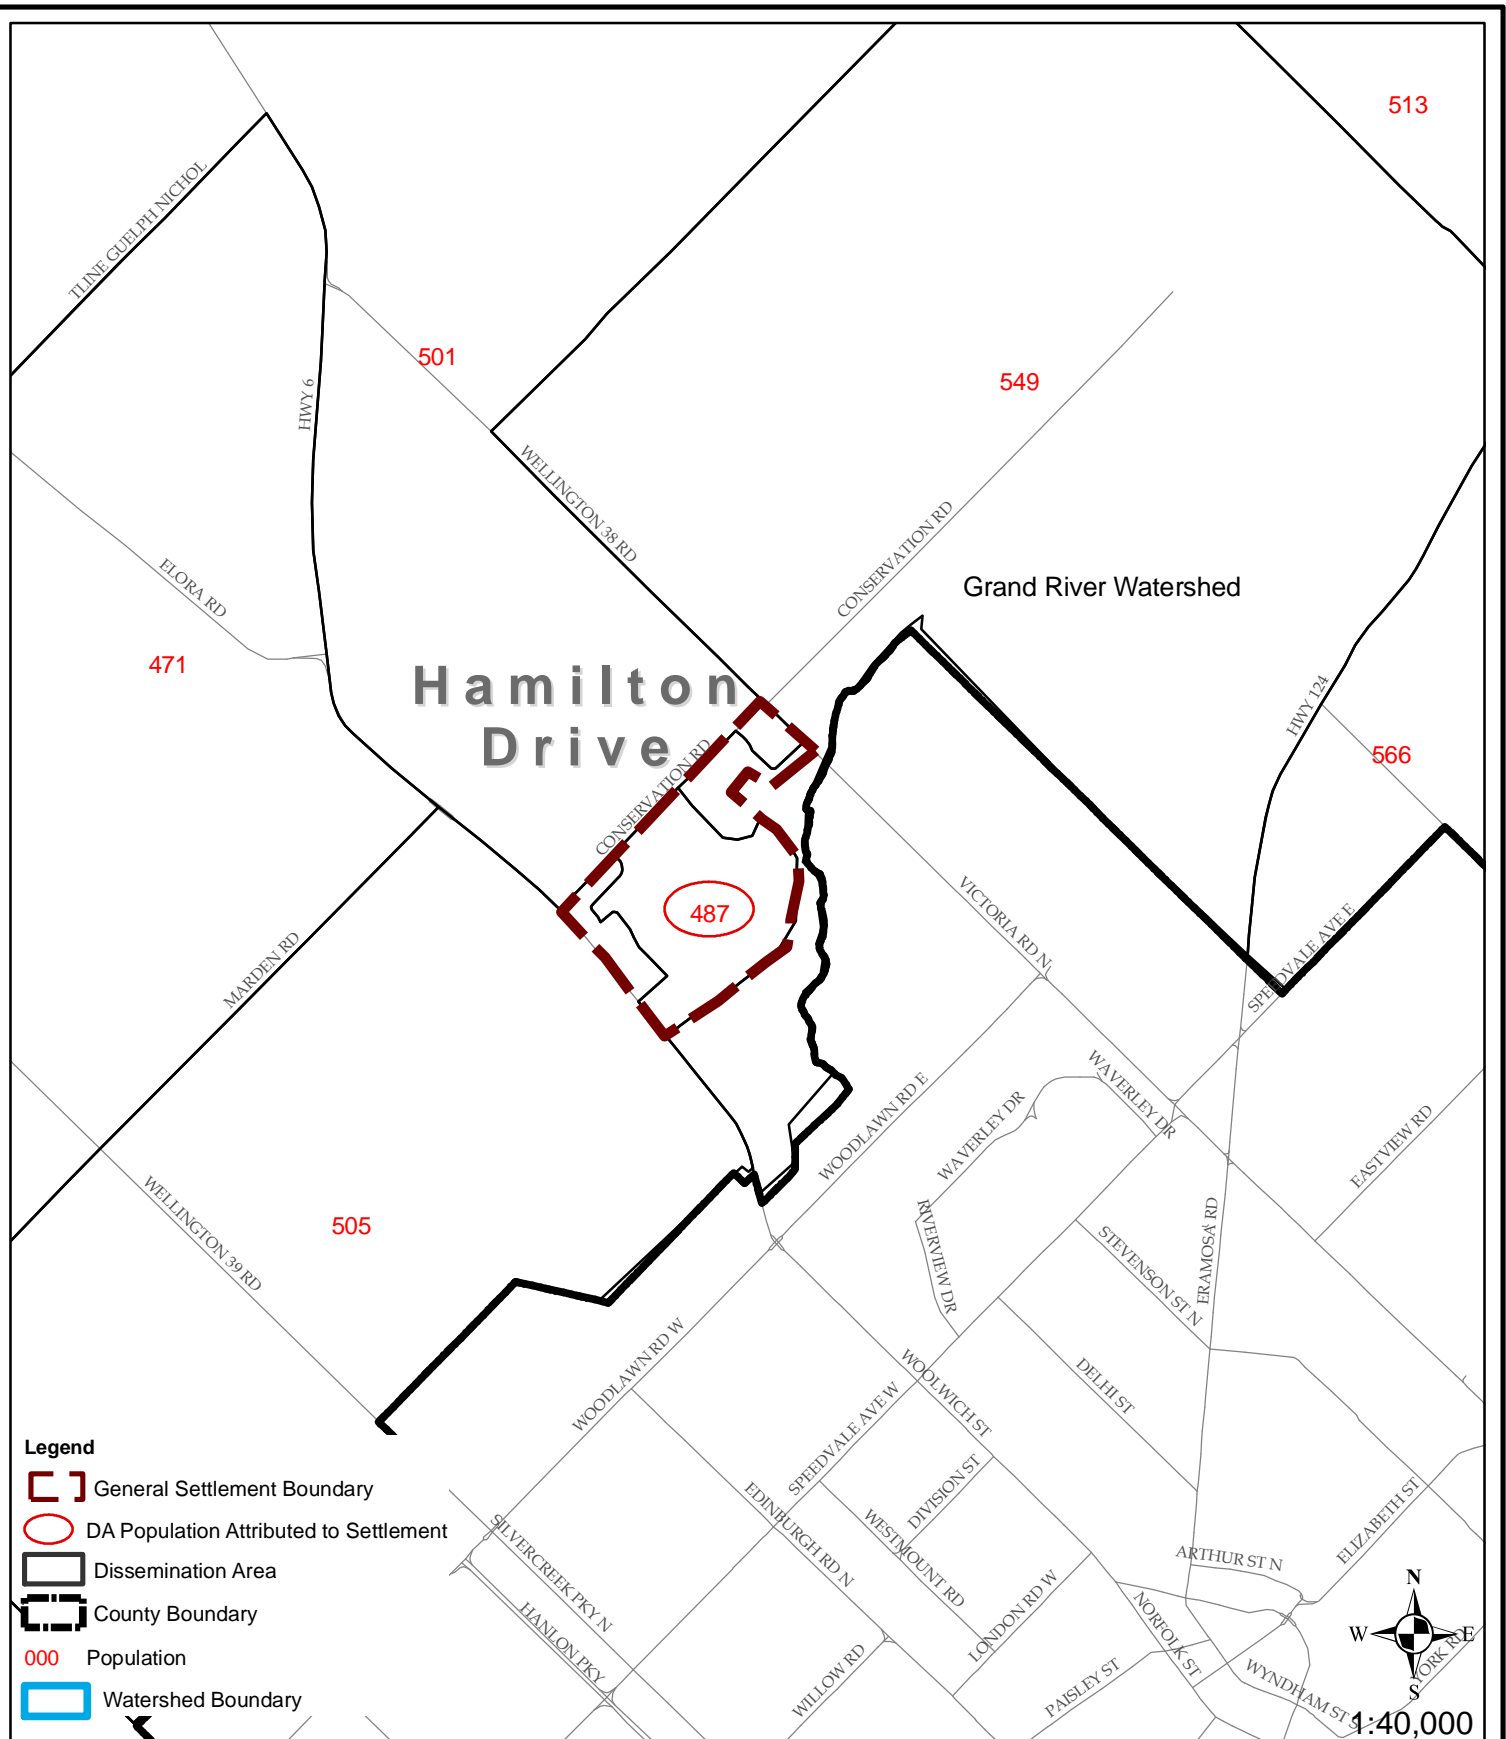 513
TLINE GUELPH NICHOL
501
549
HWY 6
WELLINGTON 38 RD
CONSERVATION RD
ELORA RD
Grand River Watershed
471
Hamilton
Drive
HWY 124
566
CONSERVATION RD
487
VICTORIA RD N
MARDEN RD
SPEEDVALE AVE E
WOODLAWN RD E
WAVERLEY DR
WAVERLEY DR
EASTVIEW RD
WELLINGTON 39 RD
505
RIVERVIEW DR
ERAMOSA RD
STEVENSON ST N
WOODLAWN RD W
WOOLWICH ST
DELHI ST
SPEEDVALE AVE W
DIVISION ST
EDINBURGH RD N
WESTMOUNT RD
ELIZABETH ST
SILVERCREEK PKY N
ARTHUR ST N
HANLON PKY
LONDON RD W
NORFOLK ST
WILLOW RD
PAISLEY ST
WYNDHAM ST S
YORK RD
Legend
General Settlement Boundary
DA Population Attributed to Settlement
Dissemination Area
County Boundary
000 Population
Watershed Boundary
N
W E
S
1:40,000